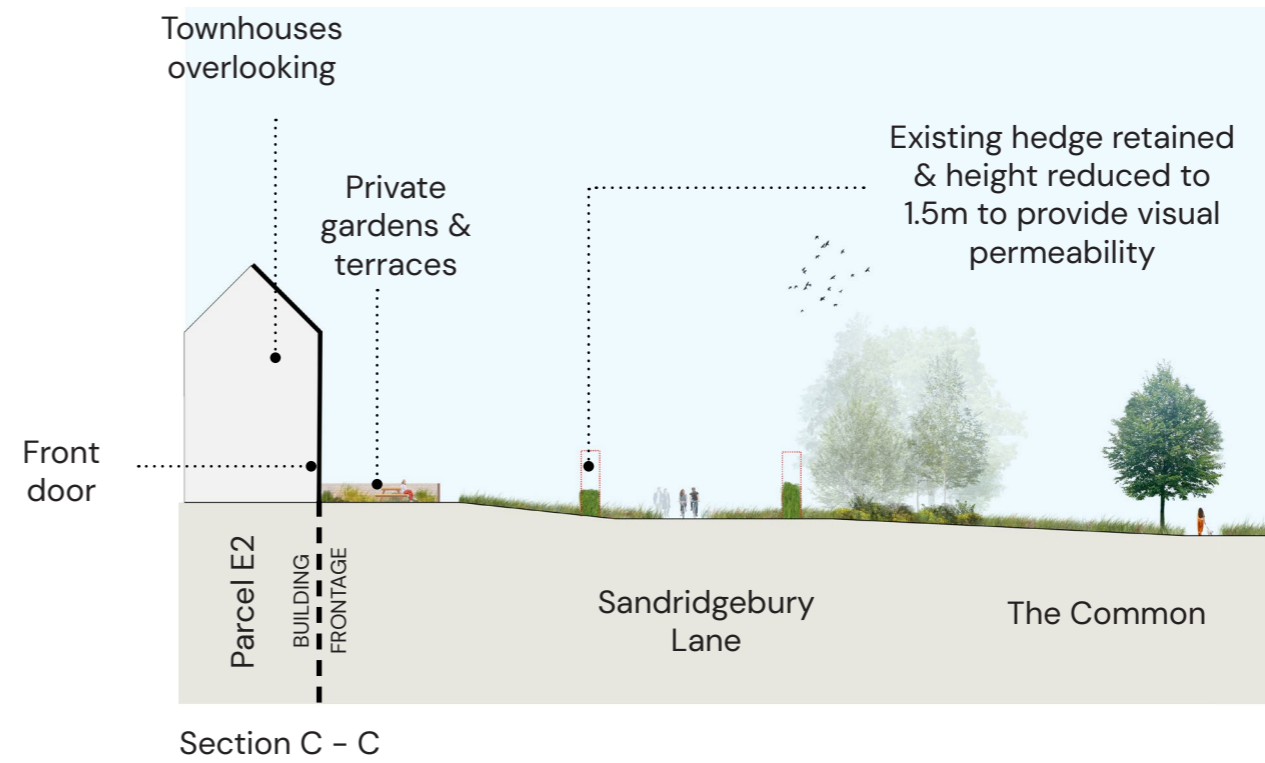 Townhouses
overlooking
Existing hedge retained
& height reduced to
1.5m to provide visual
permeability
Private
gardens &
terraces
Front
door
Parcel E2
BUILDING
FRONTAGE
Sandridgebury
Lane
The Common
Section C - C